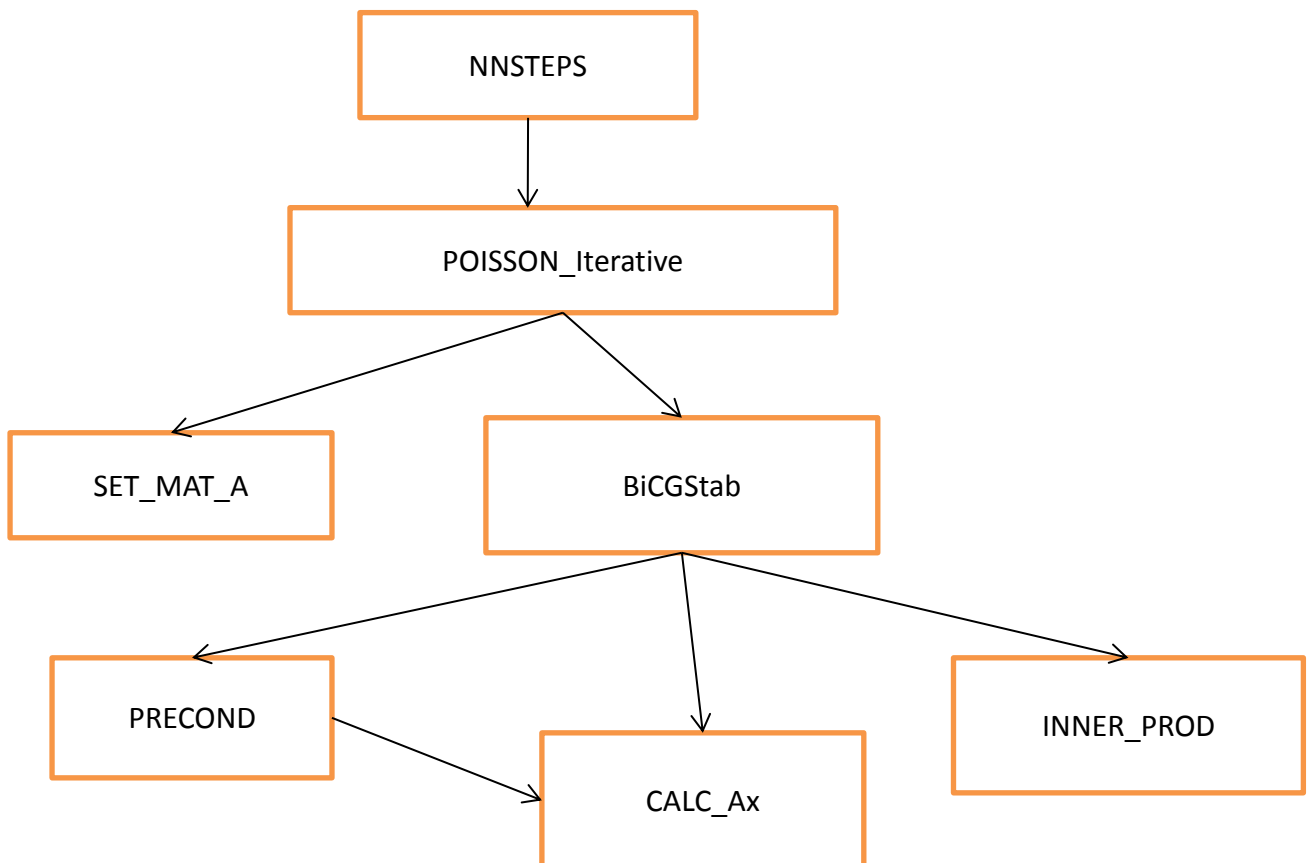 NNSTEPS
POISSON_Iterative
SET_MAT_A
BiCGStab
PRECOND
INNER_PROD
CALC_Ax